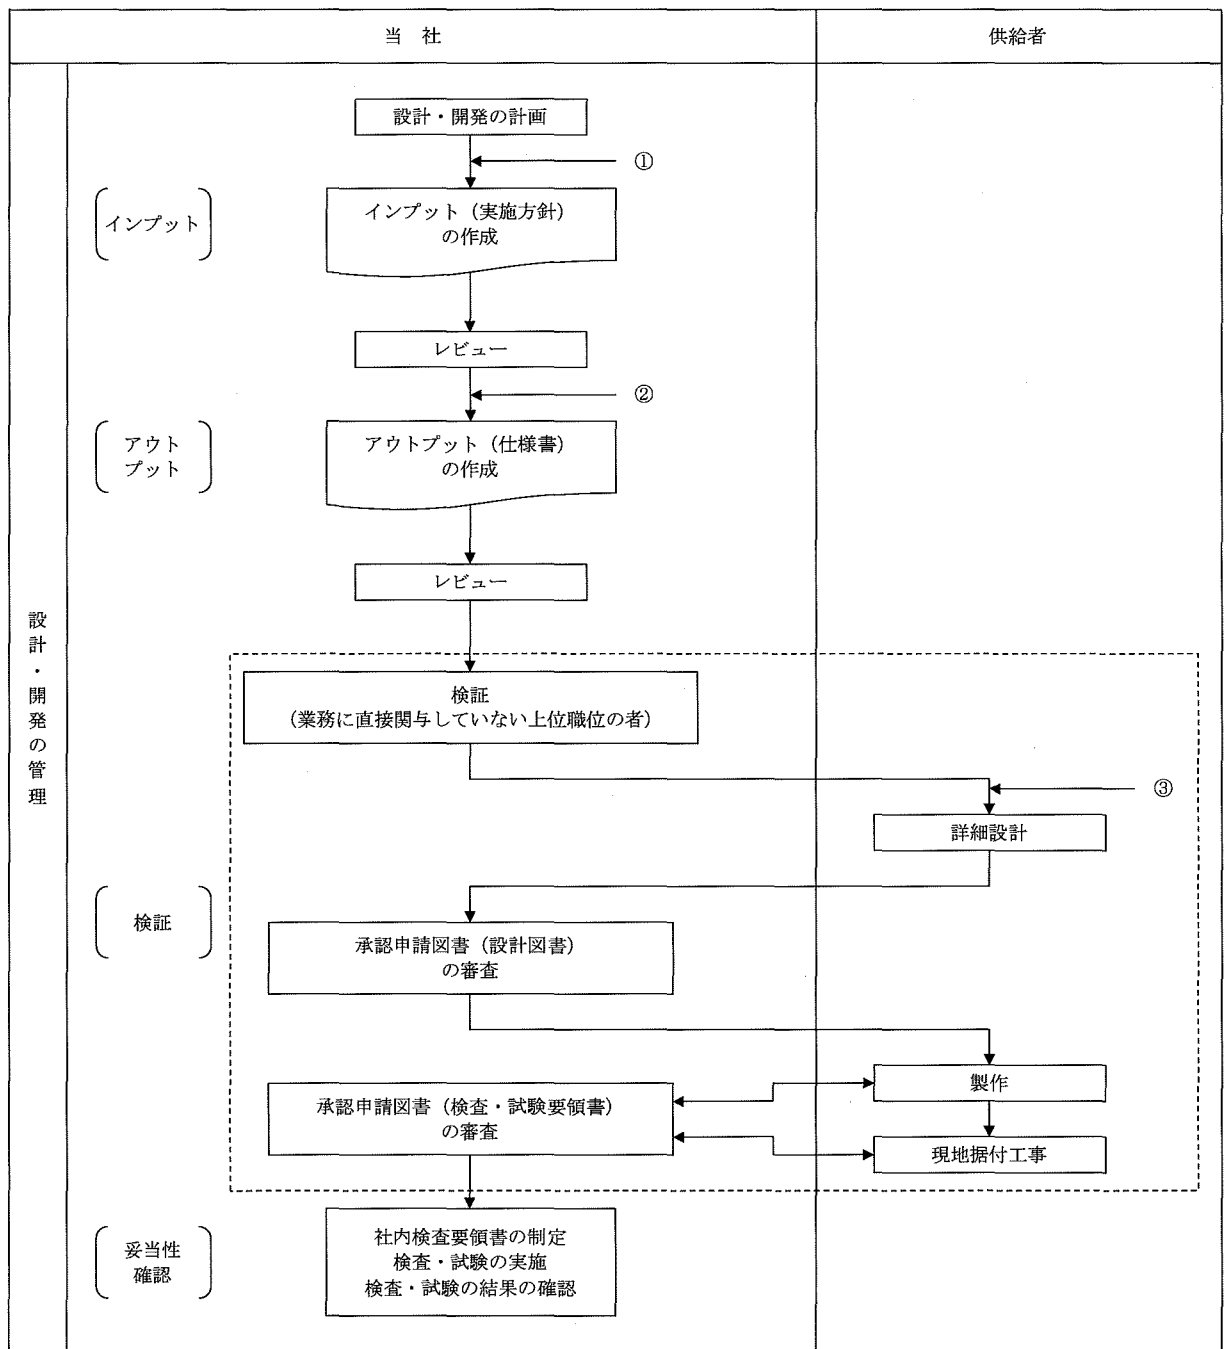 当 社
供給者
設計・開発の管理
設計・開発の計画
①
インプット
インプット（実施方針）
の作成
レビュー
②
アウト
プット
アウトプット（仕様書）
の作成
レビュー
検証
（業務に直接関与していない上位職位の者）
③
詳細設計
検証
承認申請図書（設計図書）
の審査
製作
承認申請図書（検査・試験要領書）
の審査
現地据付工事
妥当性
確認
社内検査要領書の制定
検査・試験の実施
検査・試験の結果の確認